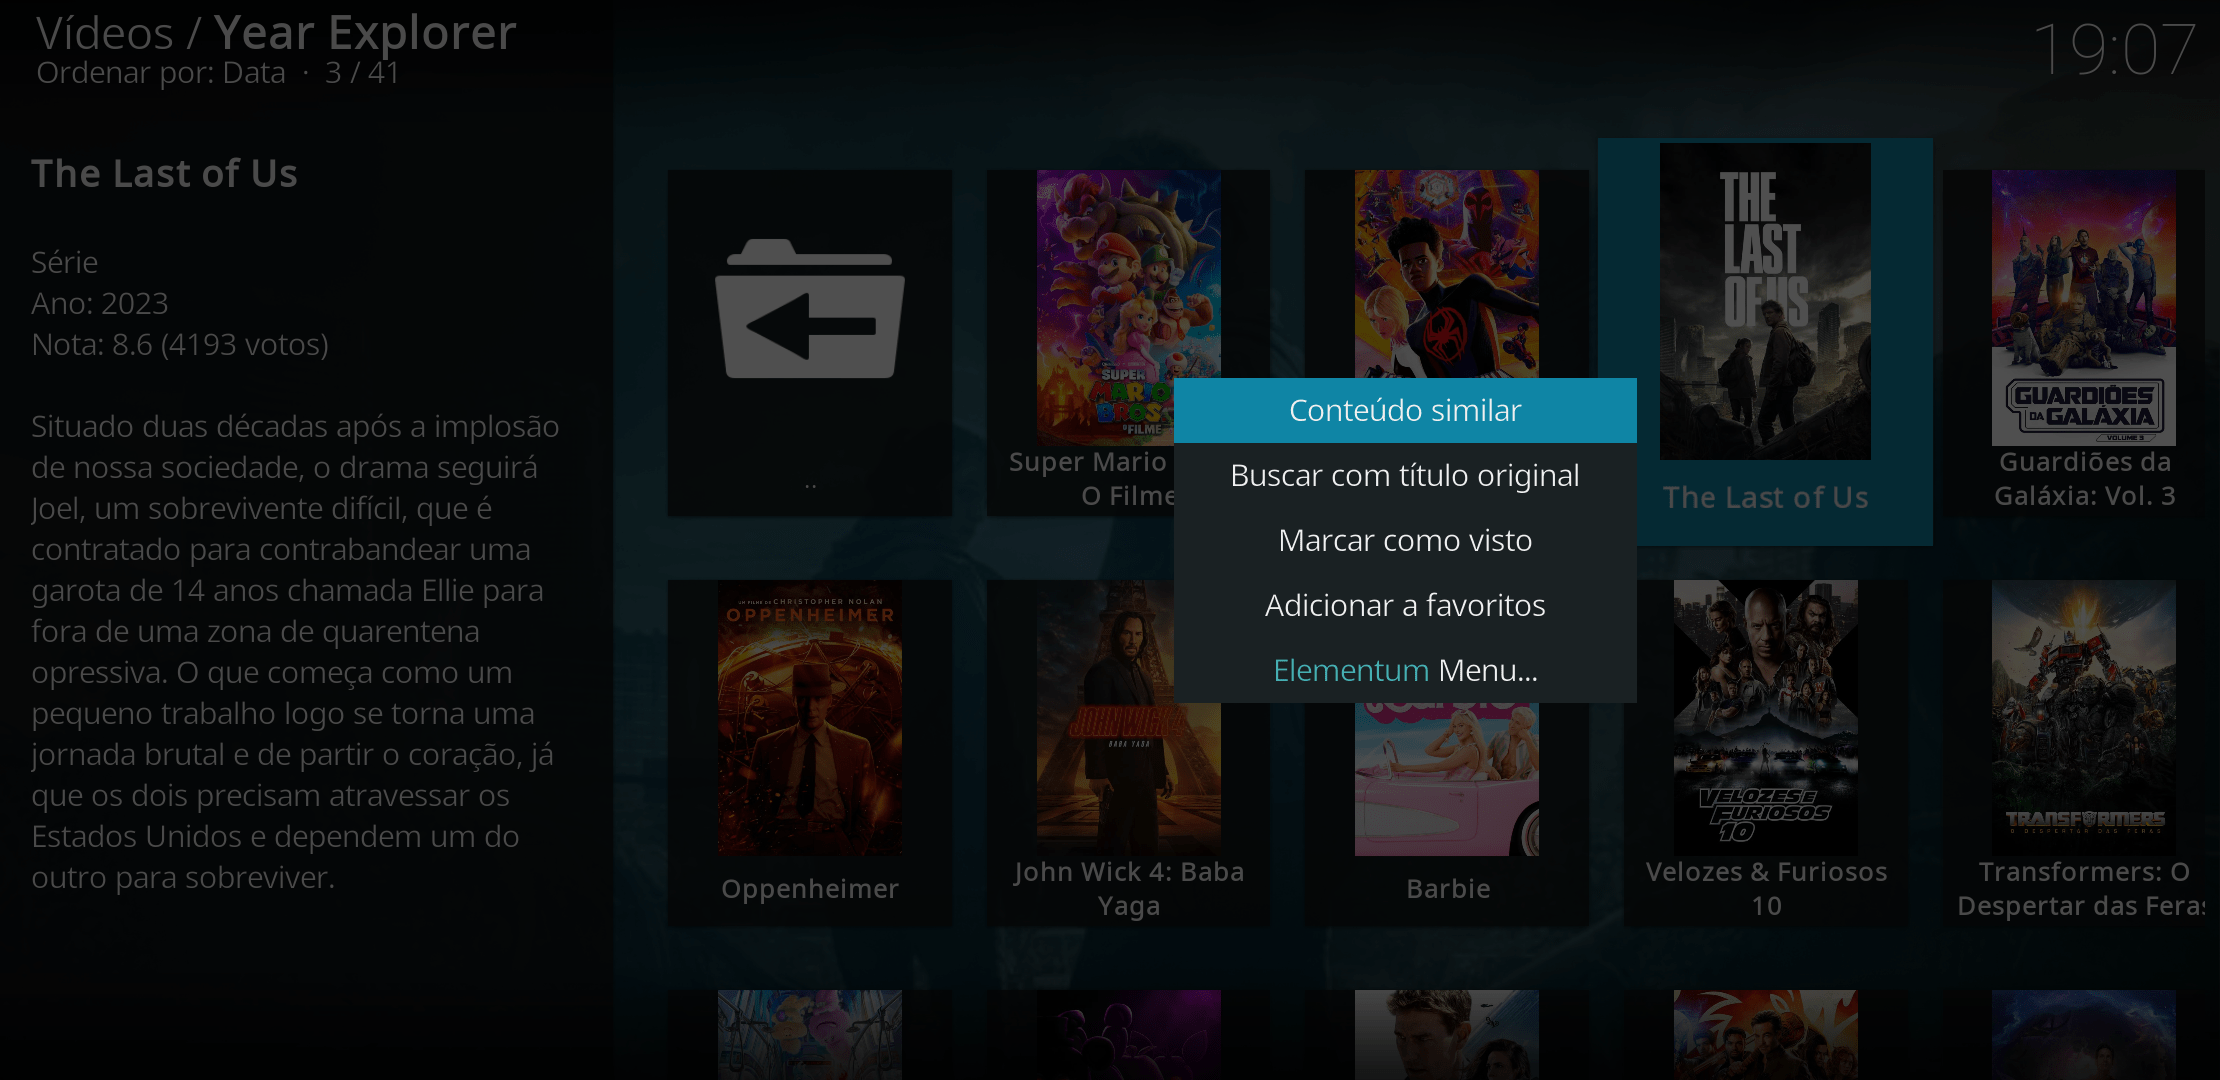 Vídeos / Year Explorer
Ordenar por: Data · 3 / 41
19:07
The Last of Us
Série
Ano: 2023
Nota: 8.6 (4193 votos)
Situado duas décadas após a implosão
de nossa sociedade, o drama seguirá
Joel, um sobrevivente difícil, que é
contratado para contrabandear uma
garota de 14 anos chamada Ellie para
fora de uma zona de quarentena
opressiva. O que começa como um
pequeno trabalho logo se torna uma
jornada brutal e de partir o coração, já
que os dois precisam atravessar os
Estados Unidos e dependem um do
outro para sobreviver.
..
SUPER
MARIO
BROS
O FILME
Super Mario
O Filme
THE
LAST
OF US
The Last of Us
GUARDIÕES
DA GALÁXIA
VOLUME 3
Guardiões da
Galáxia: Vol. 3
Conteúdo similar
Buscar com título original
Marcar como visto
Adicionar a favoritos
Elementum Menu...
UM FILME DE CHRISTOPHER NOLAN
OPPENHEIMER
Oppenheimer
JOHN WICK 4
BABA YAGA
John Wick 4: Baba
Yaga
Barbie
VELOZES E
FURIOSOS
10
Velozes & Furiosos
10
TRANSFORMERS
O DESPERTAR DAS FERAS
Transformers: O
Despertar das Feras